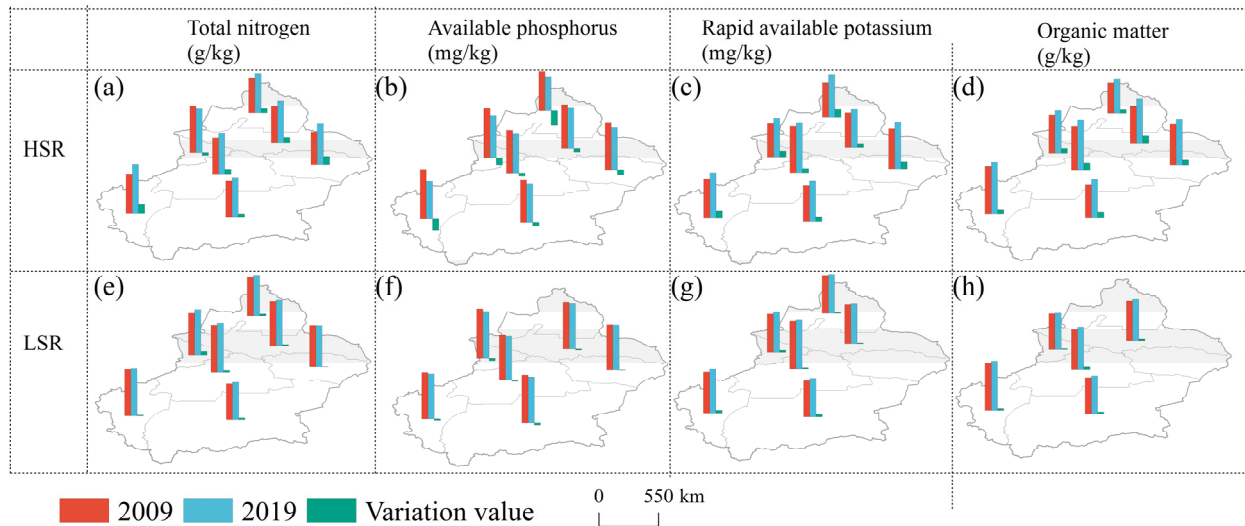 Total nitrogen
(g/kg)
Available phosphorus
(mg/kg)
Rapid available potassium
(mg/kg)
Organic matter
(g/kg)
HSR
(a)
(b)
(c)
(d)
LSR
(e)
(f)
(g)
(h)
2009
2019
Variation value
0 550 km